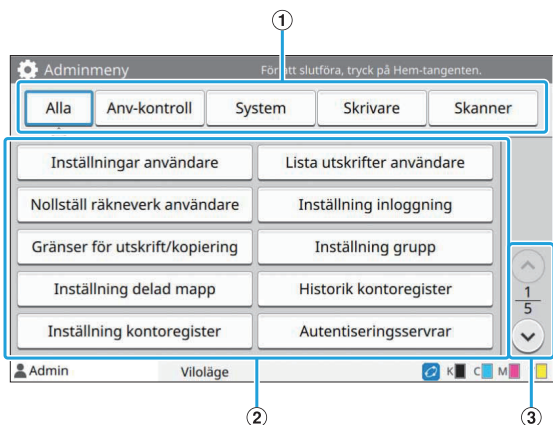 1
Adminmeny För att slutföra, tryck på Hem-tangenten.
Alla Anv-kontroll System Skrivare Skanner
Inställningar användare Lista utskrifter användare
Nollställ räkneverk användare Inställning inloggning
Gränser för utskrift/kopiering Inställning grupp
Inställning delad mapp Historik kontoregister
Inställning kontoregister Autentiseringsservrar
1
5
Admin Viloläge K C M
2 3